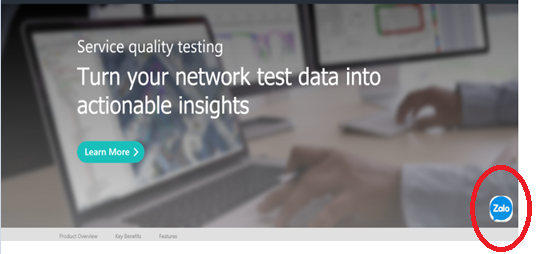 Service quality testing
Turn your network test data into
actionable insights
Learn More
Zalo
Product Overview Key Benefits Features